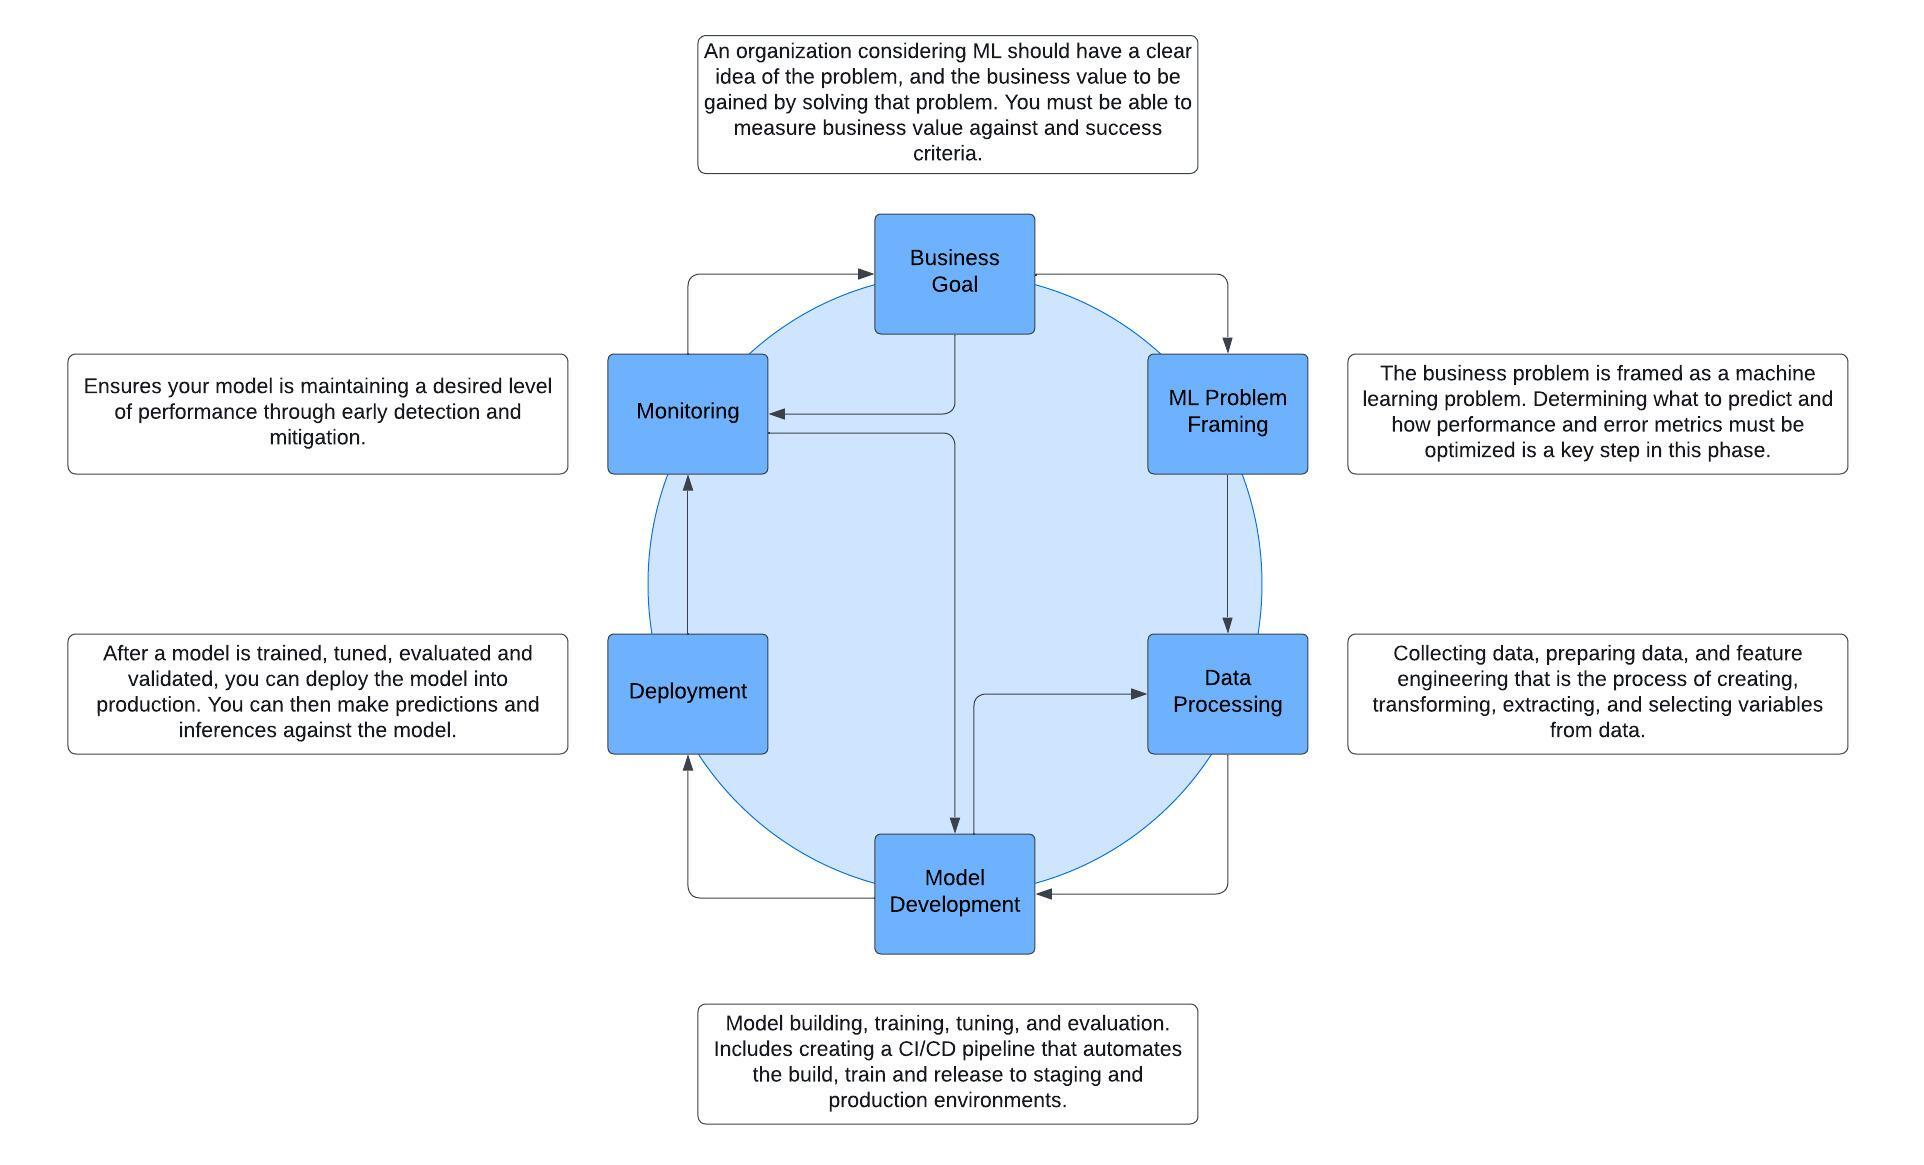 An organization considering ML should have a clear
idea of the problem, and the business value to be
gained by solving that problem. You must be able to
measure business value against and success
criteria.
Business
Goal
Ensures your model is maintaining a desired level
of performance through early detection and
mitigation.
Monitoring
ML Problem
Framing
The business problem is framed as a machine
learning problem. Determining what to predict and
how performance and error metrics must be
optimized is a key step in this phase.
After a model is trained, tuned, evaluated and
validated, you can deploy the model into
production. You can then make predictions and
inferences against the model.
Deployment
Data
Processing
Collecting data, preparing data, and feature
engineering that is the process of creating,
transforming, extracting, and selecting variables
from data.
Model
Development
Model building, training, tuning, and evaluation.
Includes creating a CI/CD pipeline that automates
the build, train and release to staging and
production environments.